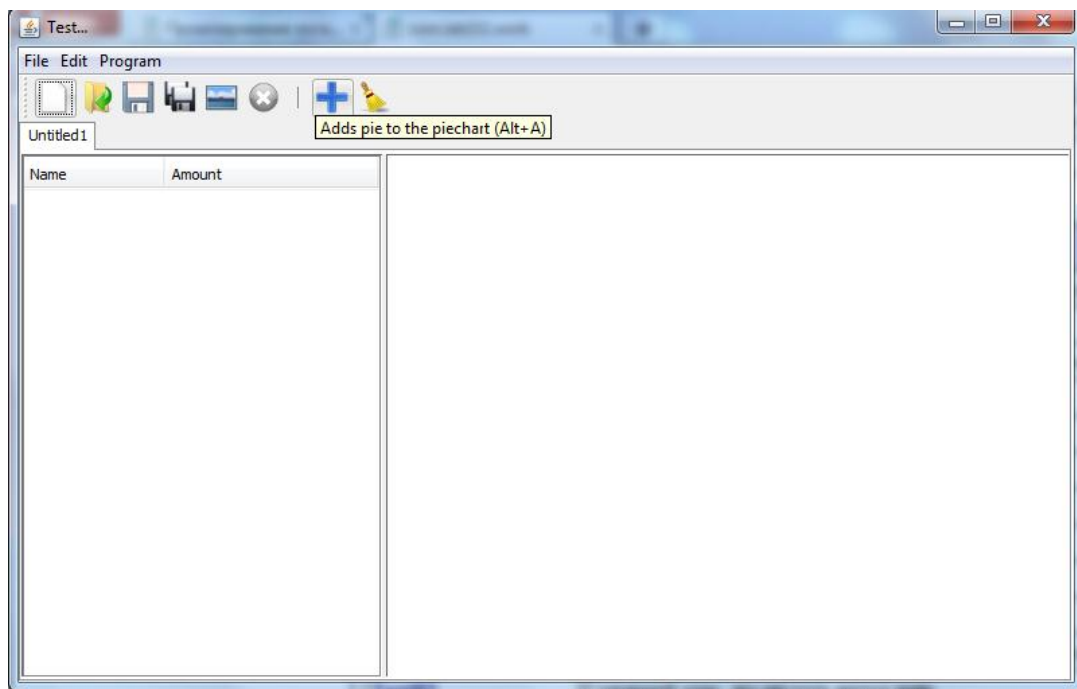 Test...
File Edit Program
Adds pie to the piechart (Alt+A)
Untitled1
Name Amount